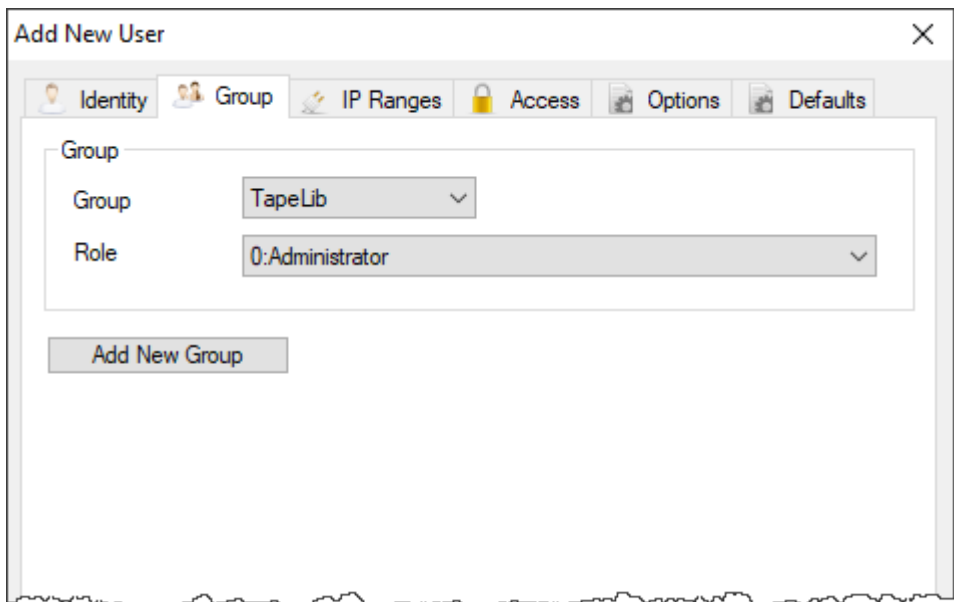 Add New User
Identity Group IP Ranges Access Options Defaults
Group
Group TapeLib
Role 0:Administrator
Add New Group